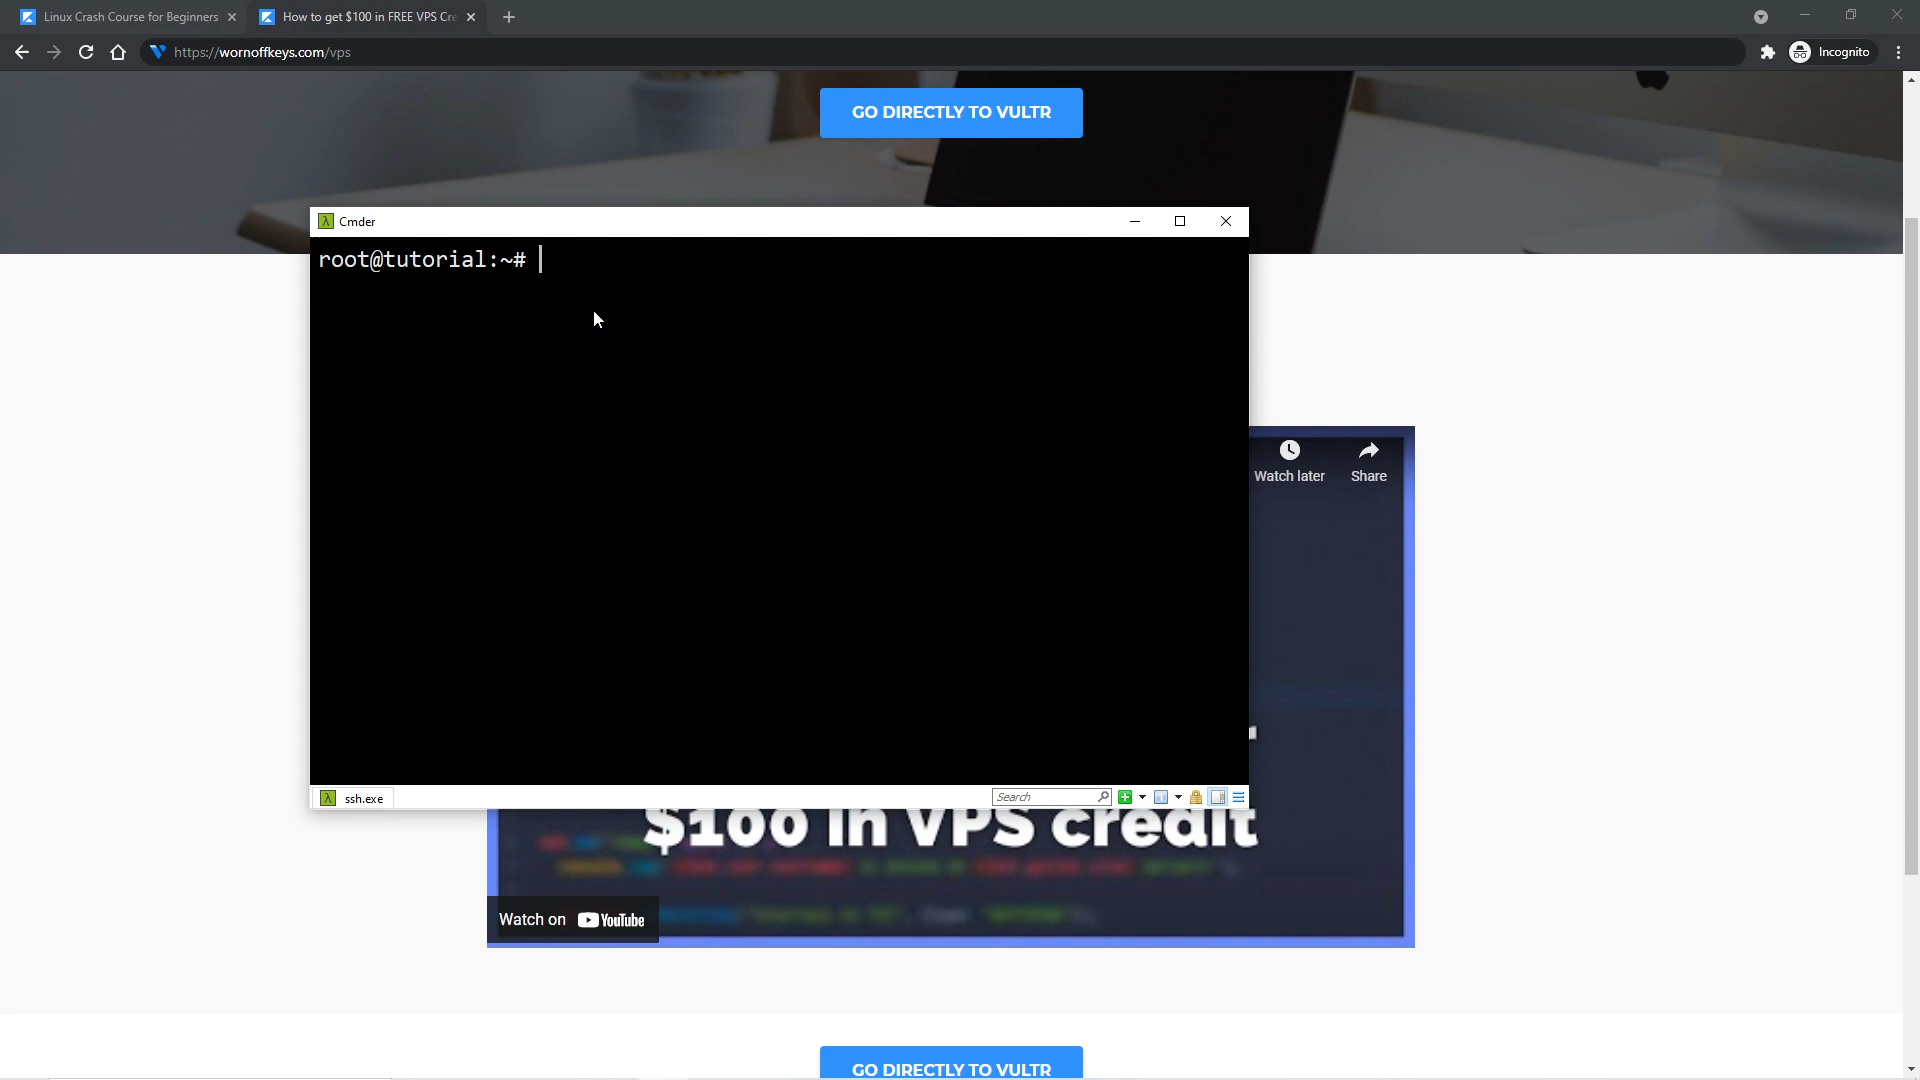 Linux Crash Course for Beginners
How to get $100 in FREE VPS Cre
https://wornoffkeys.com/vps
Incognito
GO DIRECTLY TO VULTR
Cmder
root@tutorial:~#
Watch later
Share
ssh.exe
Search
$100 in VPS credit
Watch on YouTube
GO DIRECTLY TO VULTR